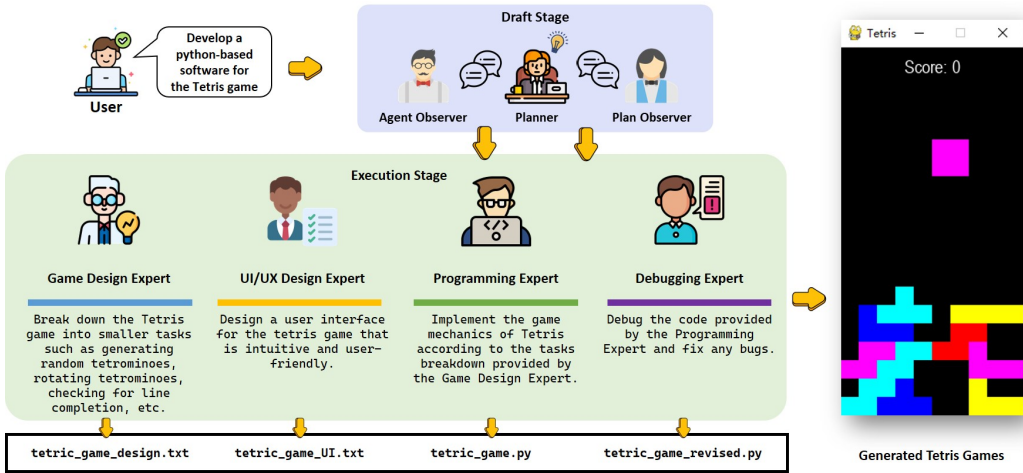 Draft Stage
Develop a
python-based
software for
the Tetris game
User
Agent Observer
Planner
Plan Observer
Execution Stage
Game Design Expert
Break down the Tetris
game into smaller tasks
such as generating
random tetrominoes,
rotating tetrominoes,
checking for line
completion, etc.
UI/UX Design Expert
Design a user interface
for the tetris game that
is intuitive and user-
friendly.
Programming Expert
Implement the game
mechanics of Tetris
according to the tasks
breakdown provided by
the Game Design Expert.
Debugging Expert
Debug the code provided
by the Programming
Expert and fix any bugs.
tetric_game_design.txt
tetric_game_UI.txt
tetric_game.py
tetric_game_revised.py
Tetris
Score: 0
Generated Tetris Games